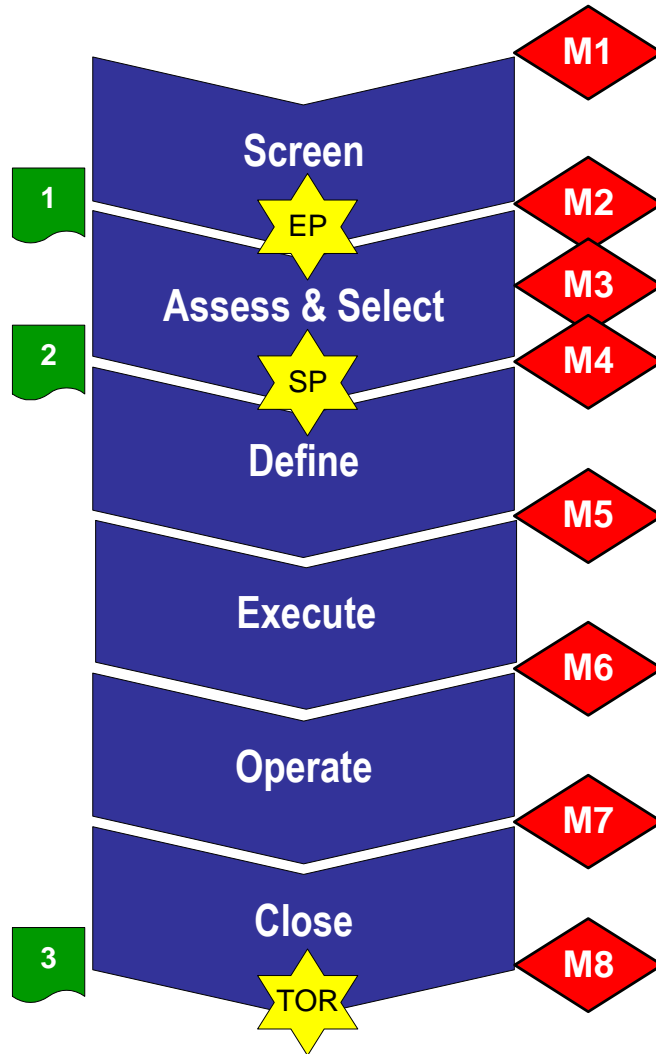 M1
Screen
1
M2
EP
M3
Assess & Select
2
M4
SP
Define
M5
Execute
M6
Operate
M7
Close
3
M8
TOR